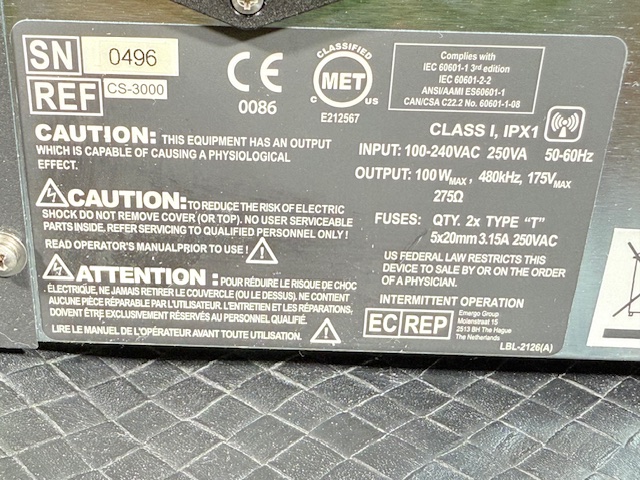 SN 0496
REF CS-3000
CE 0086
CLASSIFIED
MET
C US
E212567
Complies with
IEC 60601-1 3rd edition
IEC 60601-2-2
ANSI/AAMI ES60601-1
CAN/CSA C22.2 No. 60601-1-08
CAUTION: THIS EQUIPMENT HAS AN OUTPUT
WHICH IS CAPABLE OF CAUSING A PHYSIOLOGICAL
EFFECT.
CAUTION: TO REDUCE THE RISK OF ELECTRIC
SHOCK DO NOT REMOVE COVER (OR TOP). NO USER SERVICEABLE
PARTS INSIDE. REFER SERVICING TO QUALIFIED PERSONNEL ONLY !
READ OPERATOR'S MANUALPRIOR TO USE !
ATTENTION : POUR RÉDUIRE LE RISQUE DE CHOC
ÉLECTRIQUE, NE JAMAIS RETIRER LE COUVERCLE (OU LE DESSUS). NE CONTIENT
AUCUNE PIÈCE RÉPARABLE PAR L'UTILISATEUR. L'ENTRETIEN ET LES RÉPARATIONS
DOIVENT ÊTRE EXCLUSIVEMENT RÉSERVÉS AU PERSONNEL QUALIFIÉ.
LIRE LE MANUEL DE L'OPÉRATEUR AVANT TOUTE UTILISATION.
CLASS I, IPX1
INPUT: 100-240VAC 250VA 50-60Hz
OUTPUT: 100WMAX, 480kHz, 175VMAX
275Ω
FUSES: QTY. 2x TYPE "T"
5x20mm 3.15A 250VAC
US FEDERAL LAW RESTRICTS THIS
DEVICE TO SALE BY OR ON THE ORDER
OF A PHYSICIAN.
INTERMITTENT OPERATION
EC REP
Emergo Group
Molenstraat 15
2513 BH The Hague
The Netherlands
LBL-2126(A)